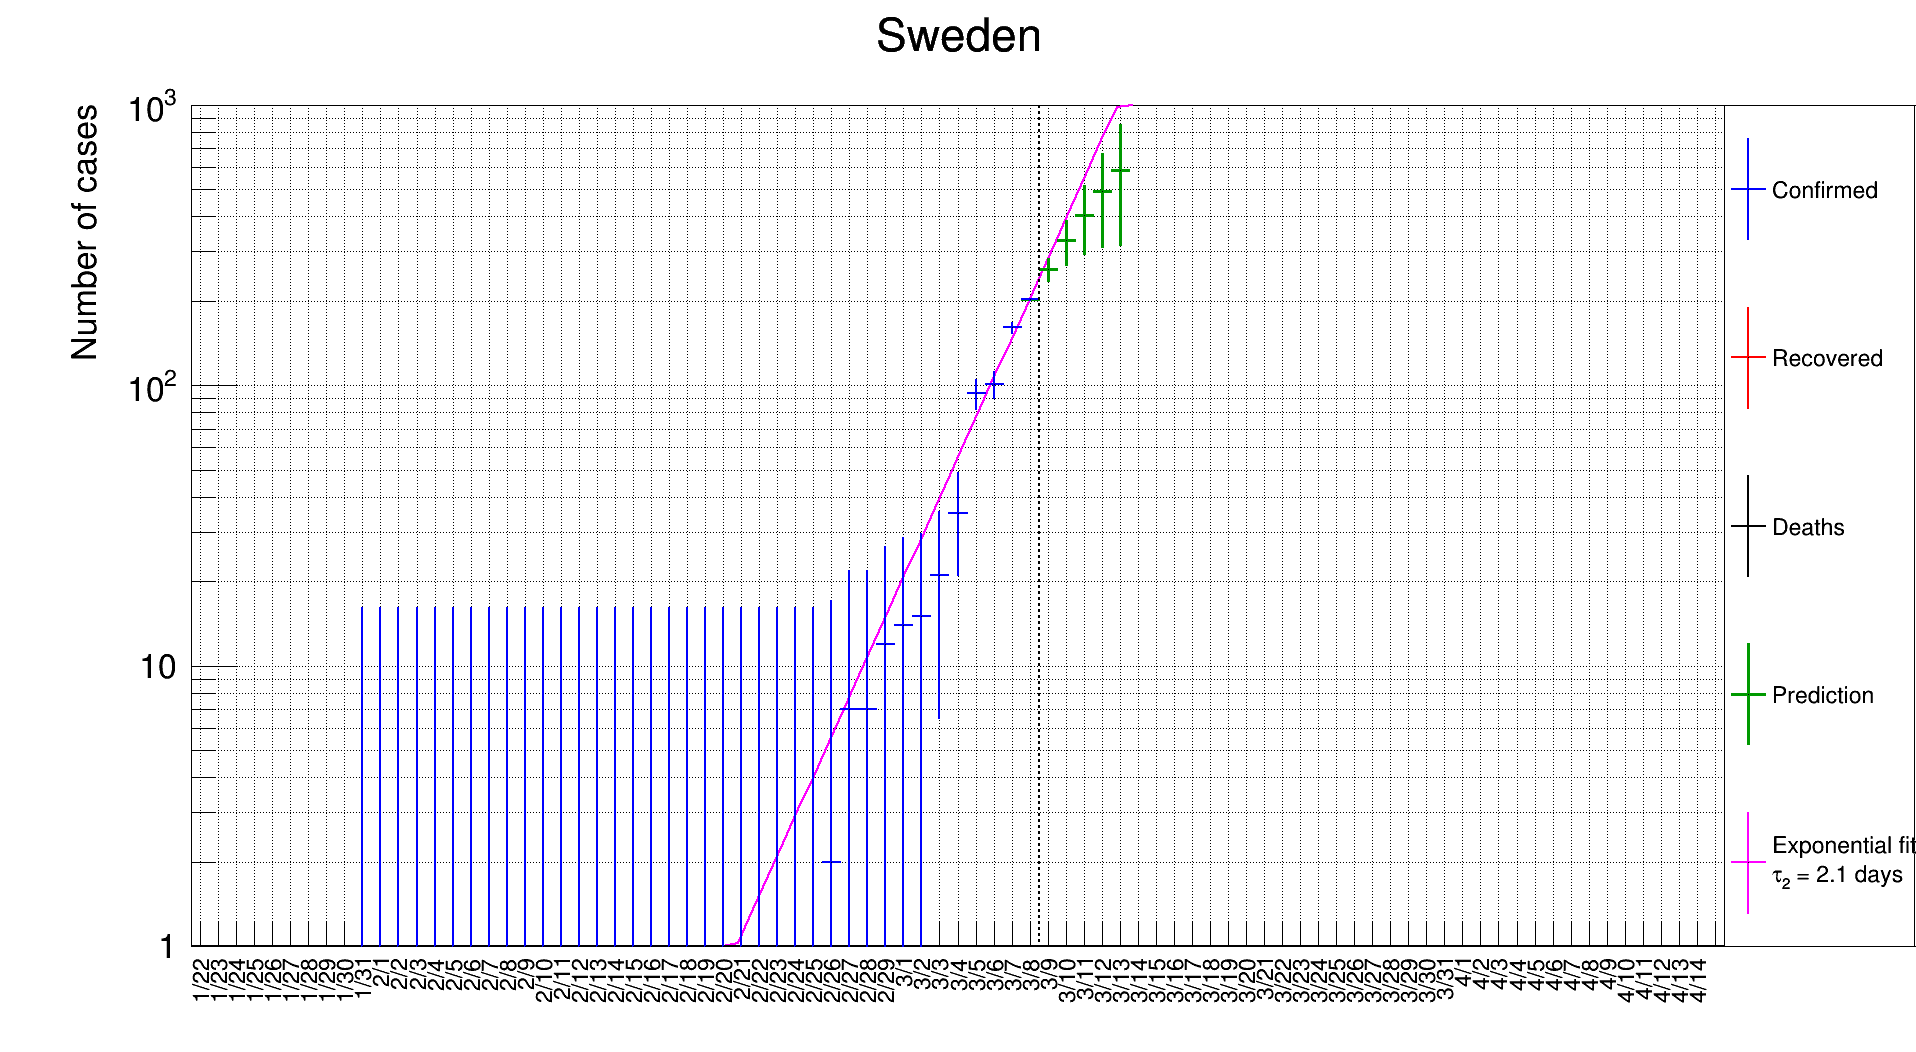 Sweden
Number of cases
10³
10²
10
1
1/22 1/23 1/24 1/25 1/26 1/27 1/28 1/29 1/30 1/31 2/1 2/2 2/3 2/4 2/5 2/6 2/7 2/8 2/9 2/10 2/11 2/12 2/13 2/14 2/15 2/16 2/17 2/18 2/19 2/20 2/21 2/22 2/23 2/24 2/25 2/26 2/27 2/28 2/29 3/1 3/2 3/3 3/4 3/5 3/6 3/7 3/8 3/9 3/10 3/11 3/12 3/13 3/14 3/15 3/16 3/17 3/18 3/19 3/20 3/21 3/22 3/23 3/24 3/25 3/26 3/27 3/28 3/29 3/30 3/31 4/1 4/2 4/3 4/4 4/5 4/6 4/7 4/8 4/9 4/10 4/11 4/12 4/13 4/14
Confirmed
Recovered
Deaths
Prediction
Exponential fit
τ₂ = 2.1 days